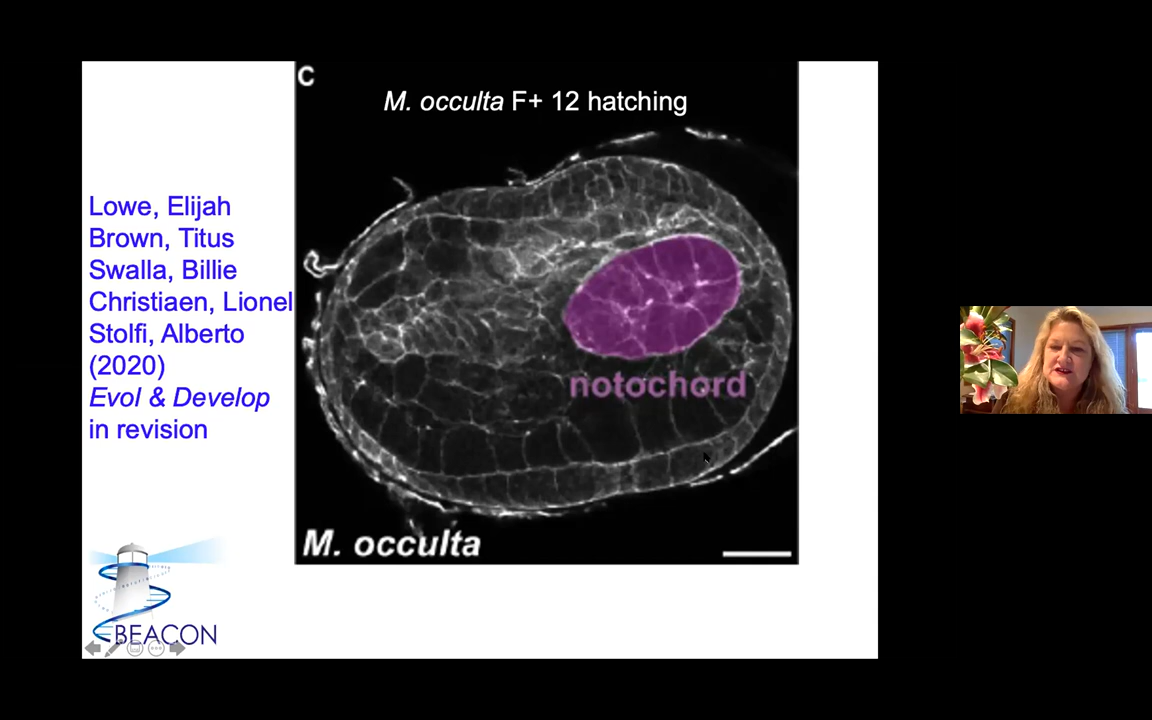 C
M. occulta F+ 12 hatching
Lowe, Elijah
Brown, Titus
Swalla, Billie
Christiaen, Lionel
Stolfi, Alberto
(2020)
Evol & Develop
in revision
notochord
M. occulta
BEACON